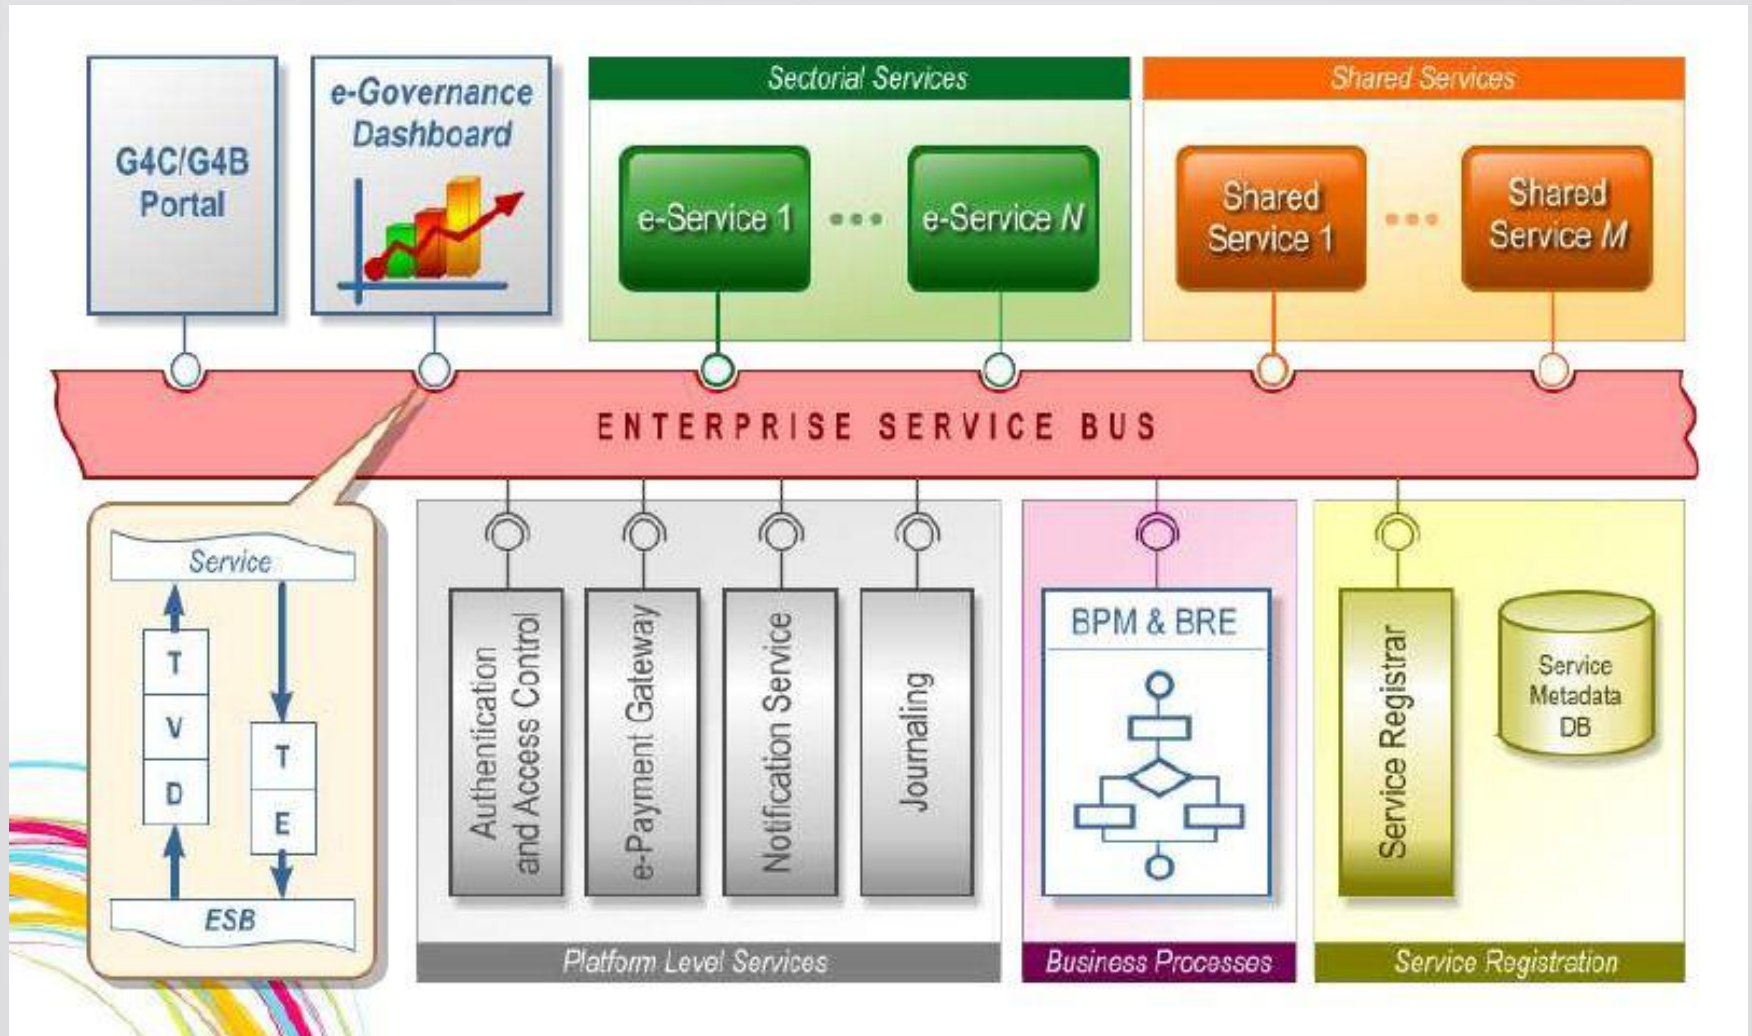 G4C/G4B
Portal
e-Governance
Dashboard
Sectorial Services
e-Service 1
e-Service N
Shared Services
Shared
Service 1
Shared
Service M
ENTERPRISE SERVICE BUS
Service
T
V
D
T
E
ESB
Authentication
and Access Control
e-Payment Gateway
Notification Service
Journaling
Platform Level Services
BPM & BRE
Business Processes
Service Registrar
Service
Metadata
DB
Service Registration